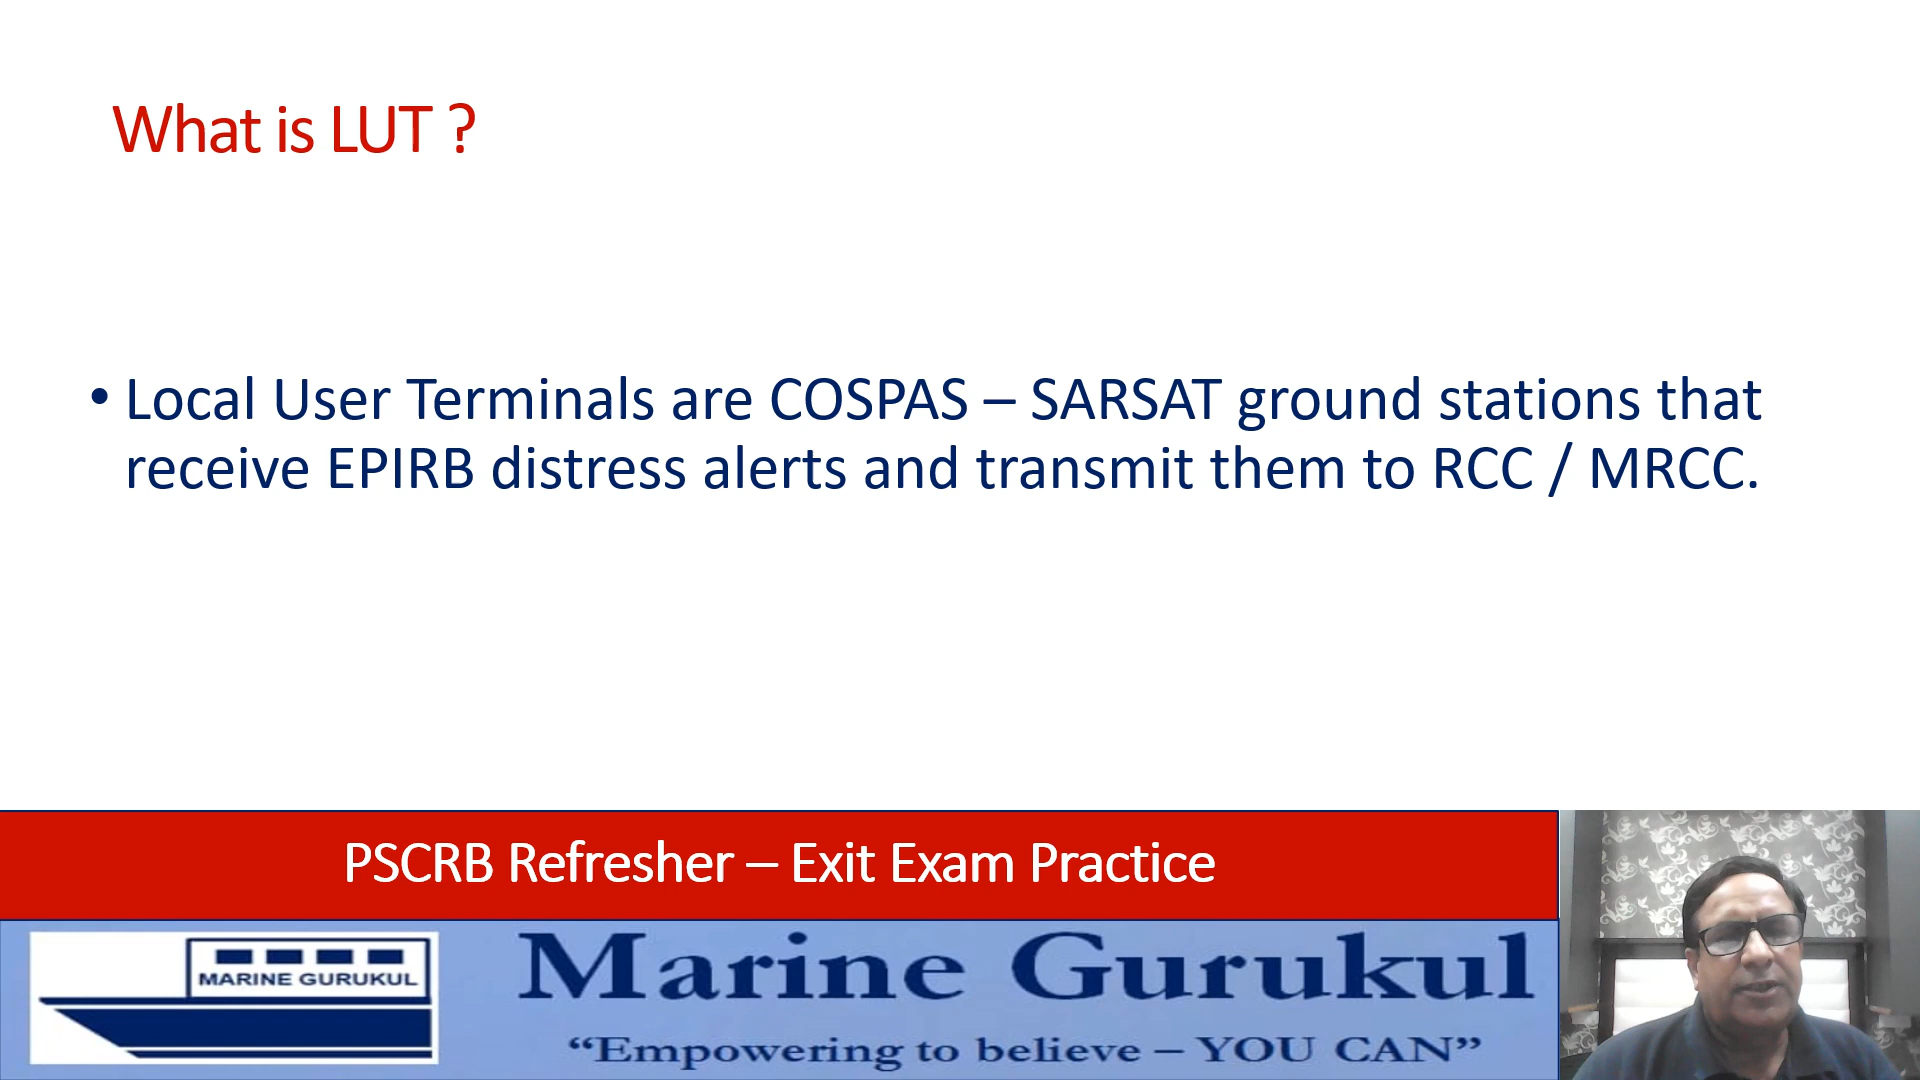 What is LUT ?
• Local User Terminals are COSPAS – SARSAT ground stations that
receive EPIRB distress alerts and transmit them to RCC / MRCC.
PSCRB Refresher – Exit Exam Practice
MARINE GURUKUL
Marine Gurukul
“Empowering to believe – YOU CAN”